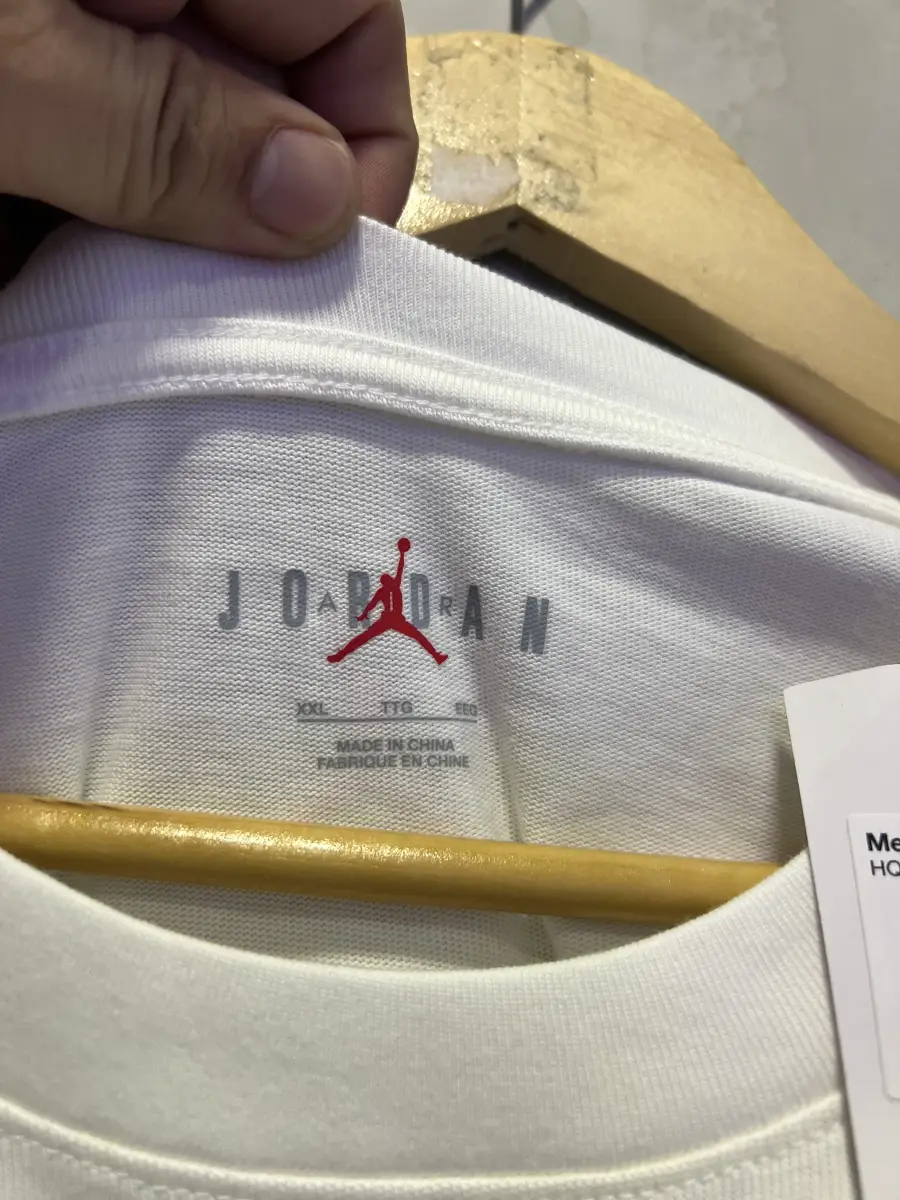 JORDAN
AIR
XXL TTG EEG
MADE IN CHINA
FABRIQUE EN CHINE
Me
HQ